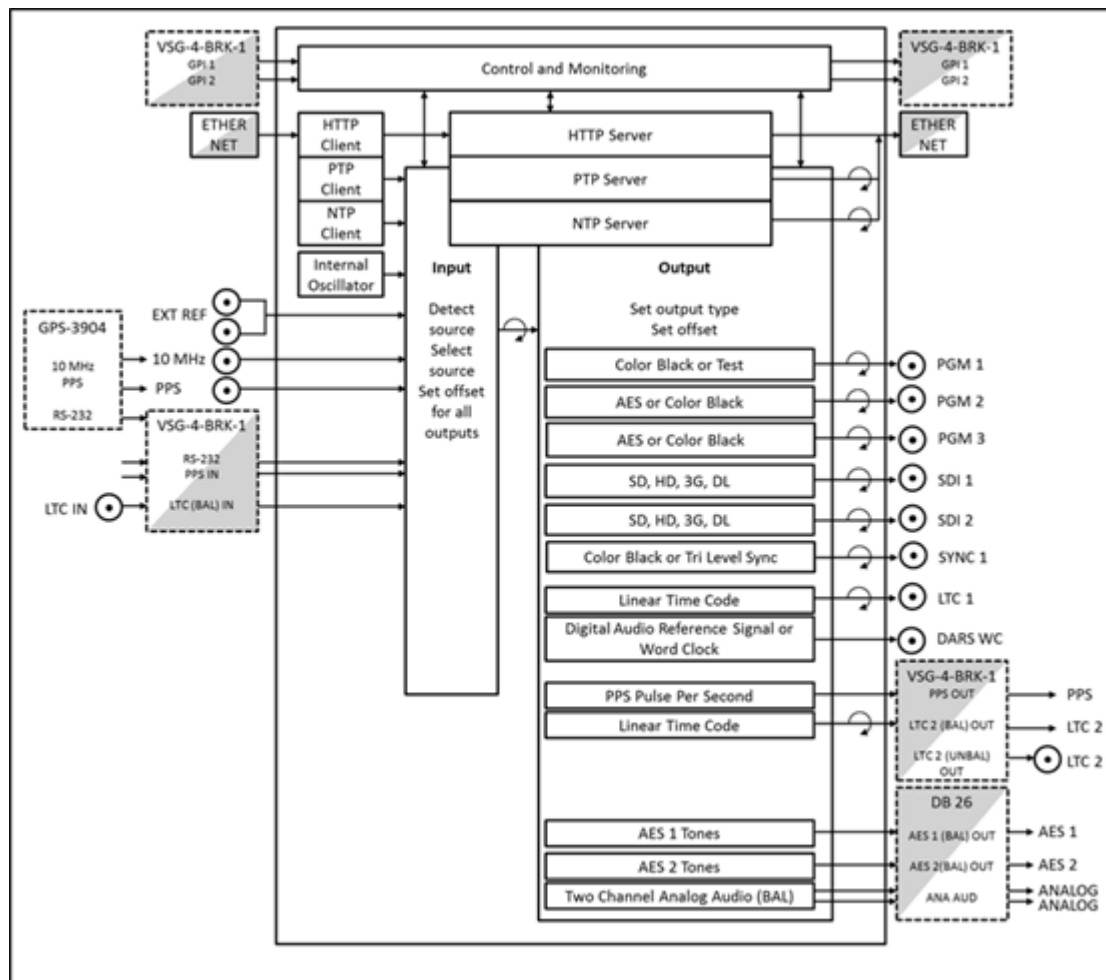 VSG-4-BRK-1
GPI 1
GPI 2
Control and Monitoring
VSG-4-BRK-1
GPI 1
GPI 2
ETHER
NET
HTTP
Client
HTTP Server
ETHER
NET
PTP
Client
PTP Server
NTP
Client
NTP Server
Internal
Oscillator
Input
Detect
source
Select
source
Set offset
for all
outputs
Output
Set output type
Set offset
EXT REF
GPS-3904
10 MHz
PPS
RS-232
10 MHz
PPS
VSG-4-BRK-1
RS-232
PPS IN
LTC (BAL) IN
LTC IN
Color Black or Test
PGM 1
AES or Color Black
PGM 2
AES or Color Black
PGM 3
SD, HD, 3G, DL
SDI 1
SD, HD, 3G, DL
SDI 2
Color Black or Tri Level Sync
SYNC 1
Linear Time Code
LTC 1
Digital Audio Reference Signal or
Word Clock
DARS WC
VSG-4-BRK-1
PPS Pulse Per Second
PPS OUT
PPS
Linear Time Code
LTC 2 (BAL) OUT
LTC 2
LTC 2 (UNBAL)
OUT
LTC 2
DB 26
AES 1 Tones
AES 1 (BAL) OUT
AES 1
AES 2 Tones
AES 2(BAL) OUT
AES 2
Two Channel Analog Audio (BAL)
ANA AUD
ANALOG
ANALOG